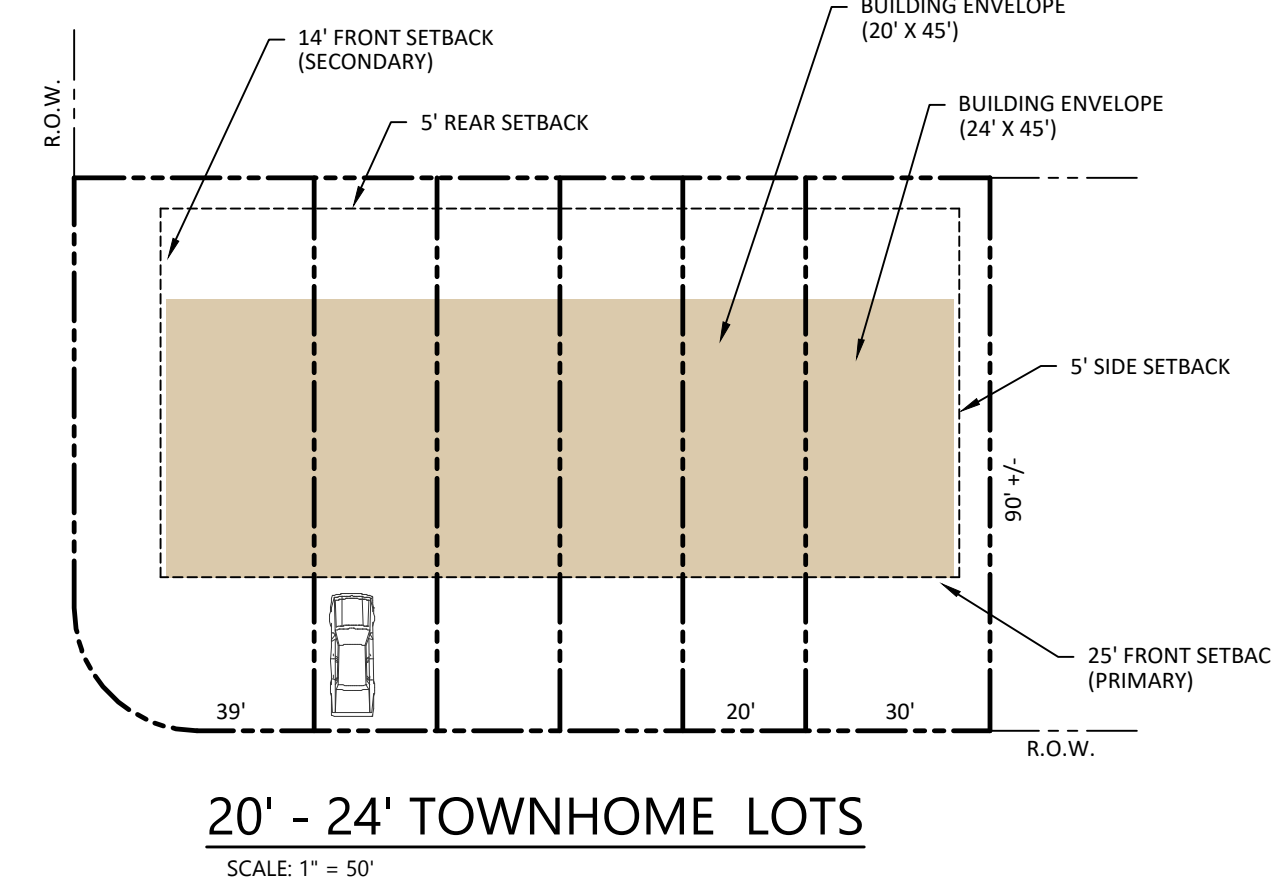 BUILDING ENVELOPE
(20' X 45')
14' FRONT SETBACK
(SECONDARY)
R.O.W.
BUILDING ENVELOPE
(24' X 45')
5' REAR SETBACK
5' SIDE SETBACK
90' +/-
25' FRONT SETBAC
(PRIMARY)
39'
20'
30'
R.O.W.
20' - 24' TOWNHOME LOTS
SCALE: 1" = 50'